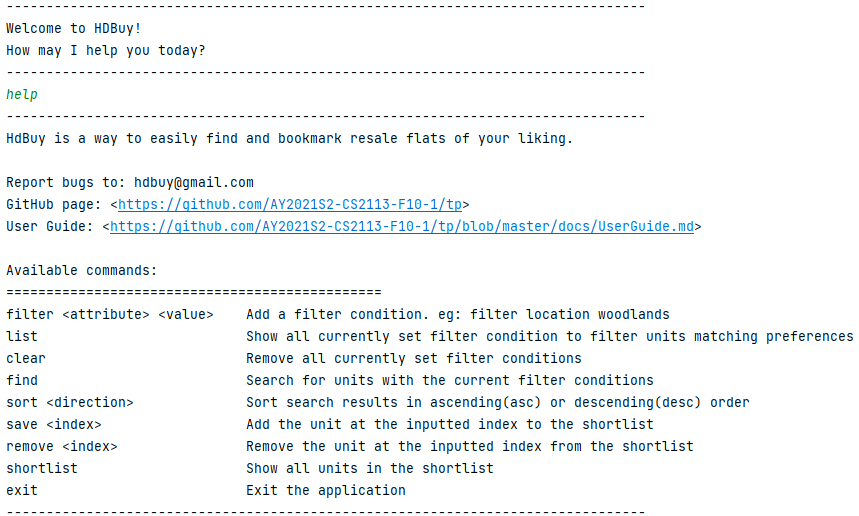 --------------------------------------------------------------------------------
Welcome to HDBuy!
How may I help you today?
--------------------------------------------------------------------------------
help
--------------------------------------------------------------------------------
HdBuy is a way to easily find and bookmark resale flats of your liking.
Report bugs to: hdbuy@gmail.com
GitHub page: <https://github.com/AY2021S2-CS2113-F10-1/tp>
User Guide: <https://github.com/AY2021S2-CS2113-F10-1/tp/blob/master/docs/UserGuide.md>
Available commands:
===============================================
filter <attribute> <value>    Add a filter condition. eg: filter location woodlands
list                          Show all currently set filter condition to filter units matching preferences
clear                         Remove all currently set filter conditions
find                          Search for units with the current filter conditions
sort <direction>              Sort search results in ascending(asc) or descending(desc) order
save <index>                  Add the unit at the inputted index to the shortlist
remove <index>                Remove the unit at the inputted index from the shortlist
shortlist                     Show all units in the shortlist
exit                          Exit the application
--------------------------------------------------------------------------------